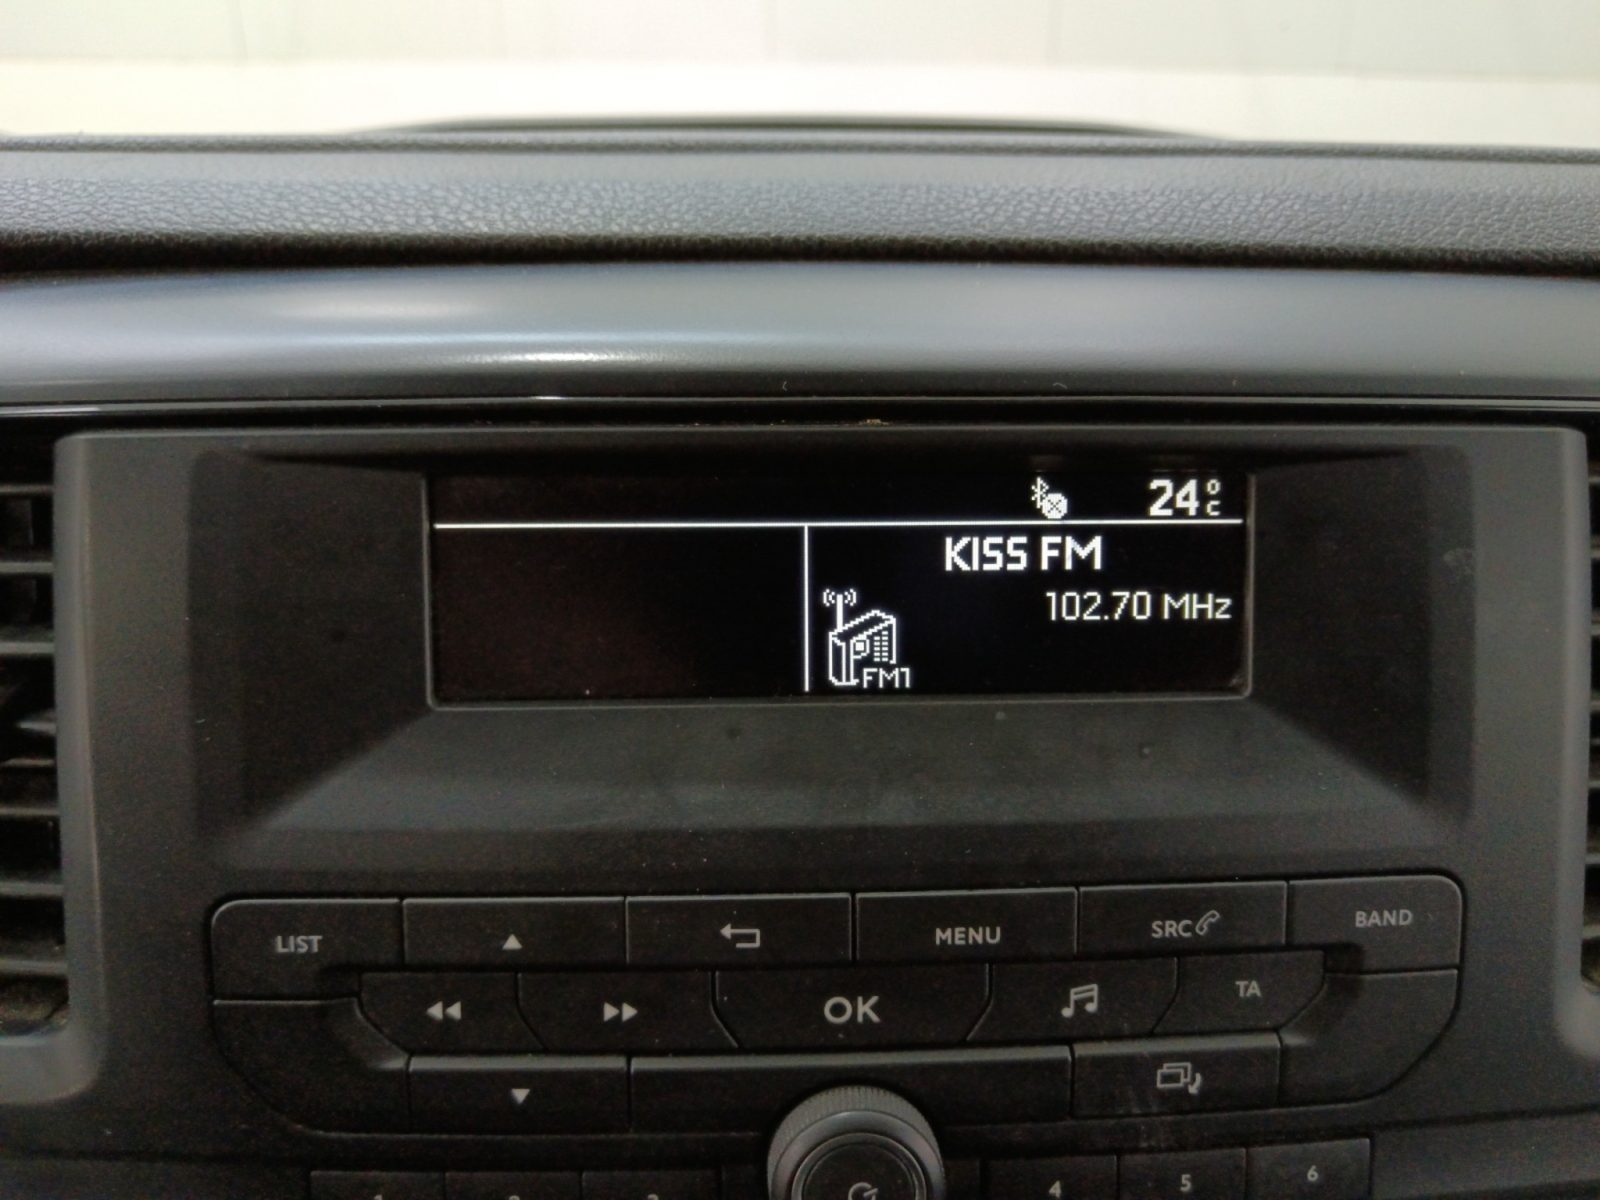 24°C
KISS FM
102.70 MHz
FM1
LIST
MENU
SRC
BAND
OK
TA
4
5
6